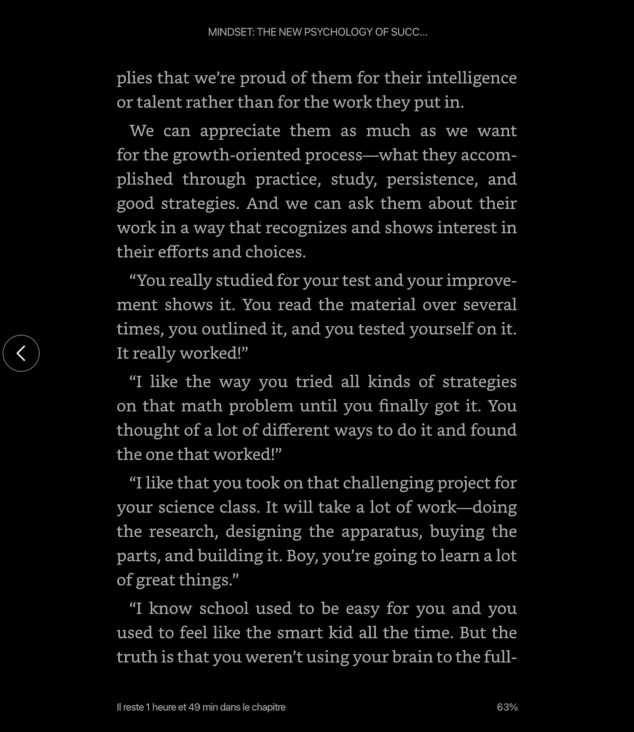 MINDSET: THE NEW PSYCHOLOGY OF SUCC...
plies that we’re proud of them for their intelligence
or talent rather than for the work they put in.
We can appreciate them as much as we want
for the growth-oriented process—what they accom-
plished through practice, study, persistence, and
good strategies. And we can ask them about their
work in a way that recognizes and shows interest in
their efforts and choices.
“You really studied for your test and your improve-
ment shows it. You read the material over several
times, you outlined it, and you tested yourself on it.
It really worked!”
“I like the way you tried all kinds of strategies
on that math problem until you finally got it. You
thought of a lot of different ways to do it and found
the one that worked!”
“I like that you took on that challenging project for
your science class. It will take a lot of work—doing
the research, designing the apparatus, buying the
parts, and building it. Boy, you’re going to learn a lot
of great things.”
“I know school used to be easy for you and you
used to feel like the smart kid all the time. But the
truth is that you weren’t using your brain to the full-
Il reste 1 heure et 49 min dans le chapitre
63%